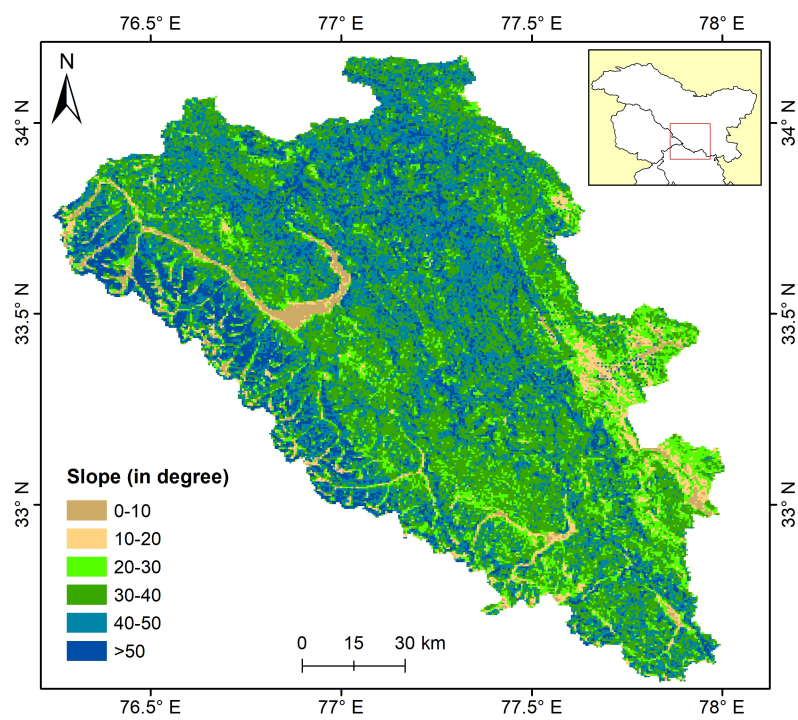 76.5° E 77° E 77.5° E 78° E
N
34° N 34° N
33.5° N 33.5° N
33° N 33° N
Slope (in degree)
0-10
10-20
20-30
30-40
40-50
>50
0 15 30 km
76.5° E 77° E 77.5° E 78° E